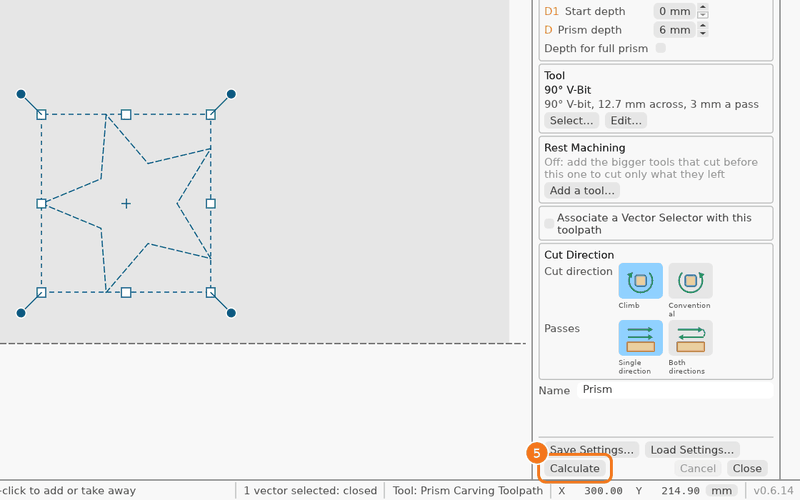 D1 Start depth 0 mm
D Prism depth 6 mm
Depth for full prism
Tool
90° V-Bit
90° V-bit, 12.7 mm across, 3 mm a pass
Select... Edit...
Rest Machining
Off: add the bigger tools that cut before
this one to cut only what they left
Add a tool...
Associate a Vector Selector with this
toolpath
Cut Direction
Cut direction
Climb Convention
al
Passes
Single Both
direction directions
Name Prism
5
Save Settings... Load Settings...
Calculate Cancel Close
-click to add or take away 1 vector selected: closed Tool: Prism Carving Toolpath X 300.00 Y 214.90 mm v0.6.14